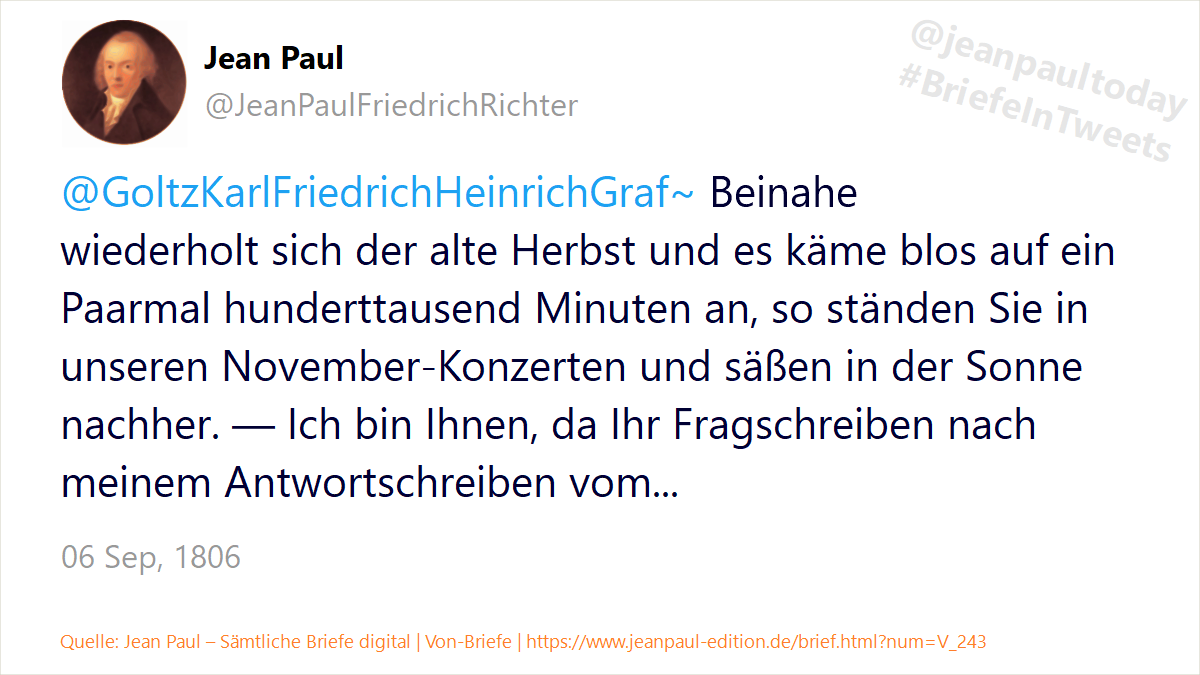 Jean Paul
@JeanPaulFriedrichRichter
@jeanpaultoday
#BriefeInTweets
@GoltzKarlFriedrichHeinrichGraf~ Beinahe
wiederholt sich der alte Herbst und es käme blos auf ein
Paarmal hunderttausend Minuten an, so ständen Sie in
unseren November-Konzerten und säßen in der Sonne
nachher. — Ich bin Ihnen, da Ihr Fragschreiben nach
meinem Antwortschreiben vom...
06 Sep, 1806
Quelle: Jean Paul – Sämtliche Briefe digital | Von-Briefe | https://www.jeanpaul-edition.de/brief.html?num=V_243